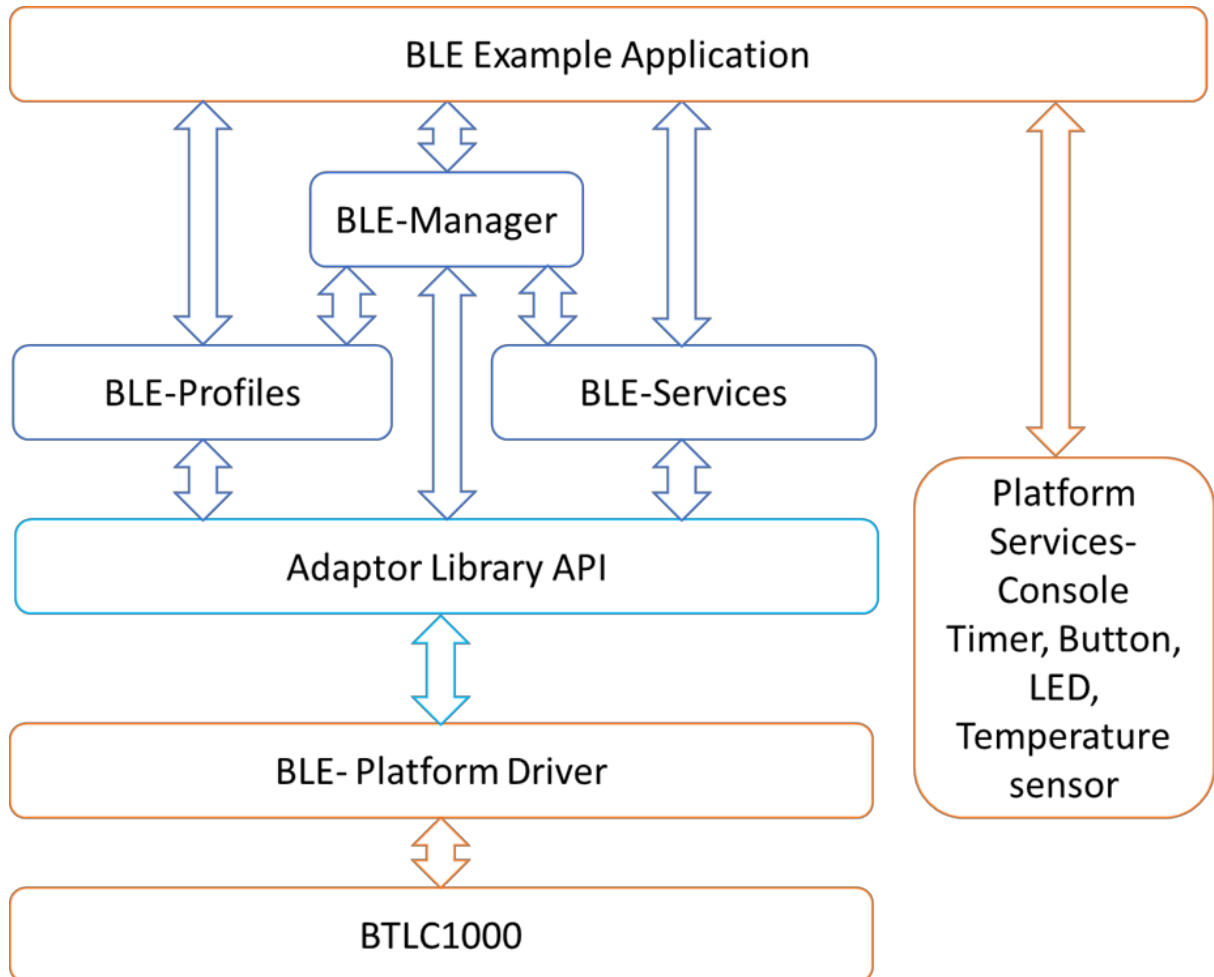 BLE Example Application
BLE-Manager
BLE-Profiles
BLE-Services
Adaptor Library API
Platform
Services-
Console
Timer, Button,
LED,
Temperature
sensor
BLE- Platform Driver
BTLC1000